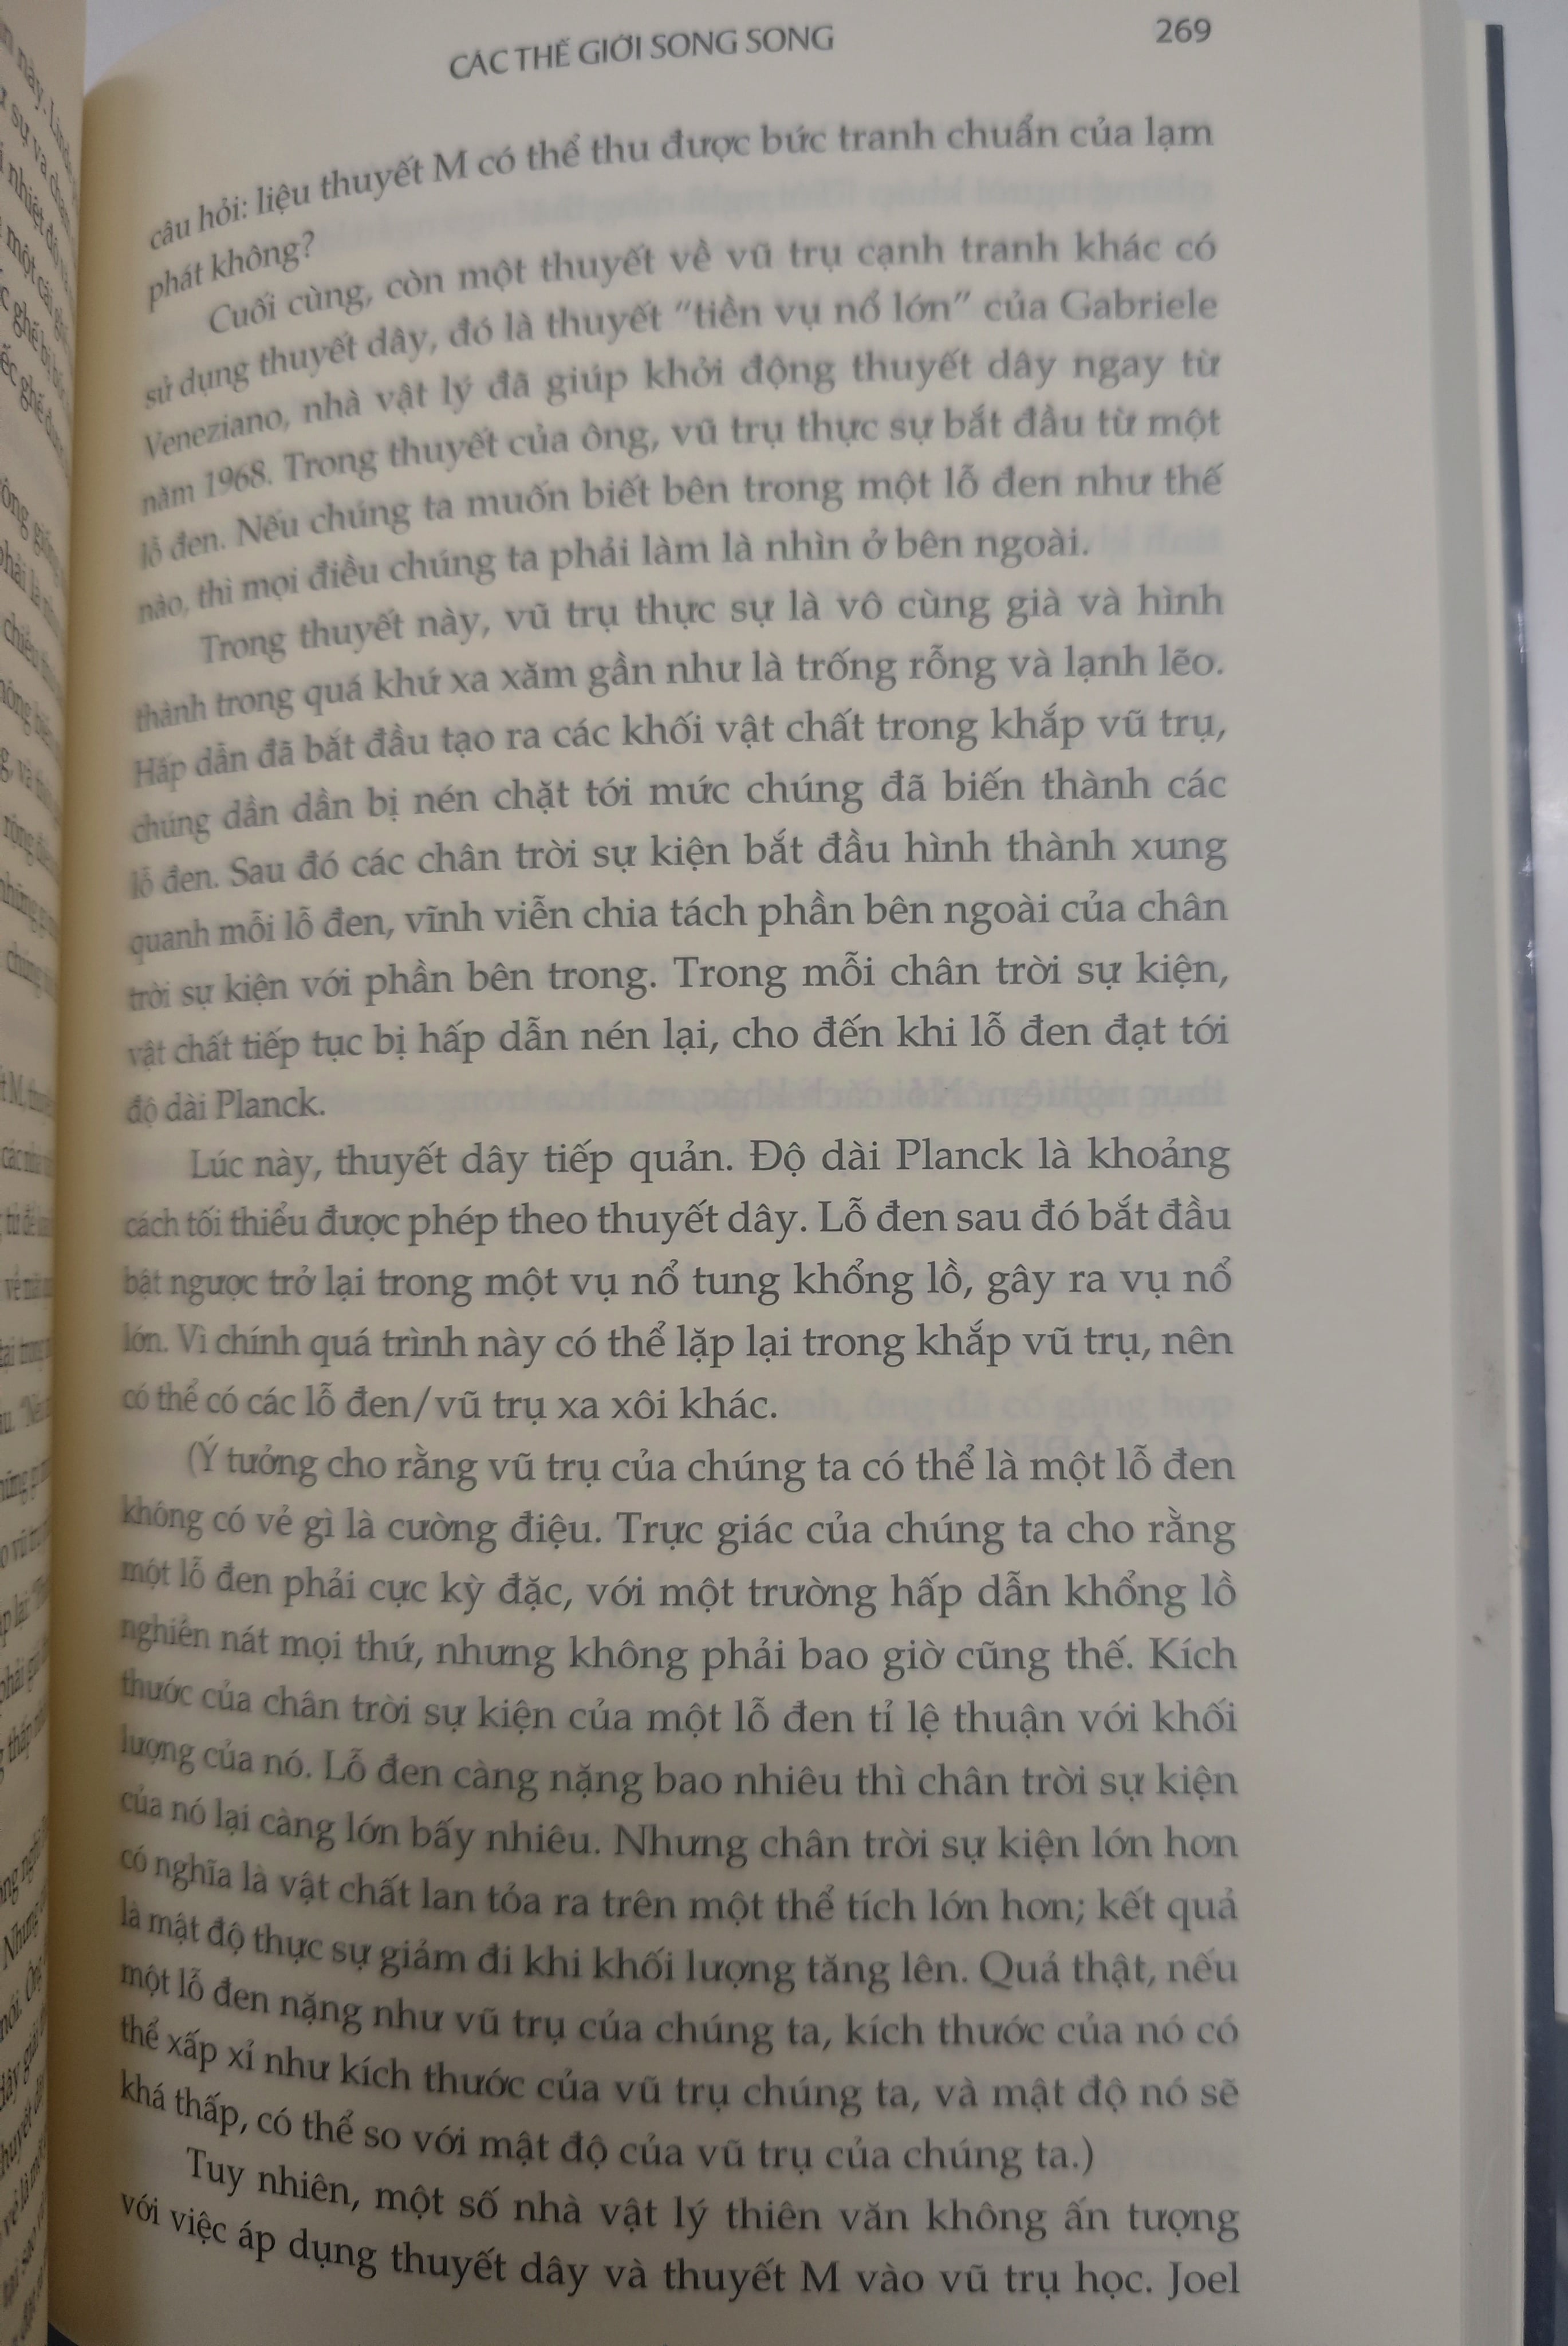 CÁC THẾ GIỚI SONG SONG
269
câu hỏi: liệu thuyết M có thể thu được bức tranh chuẩn của lạm
phát không?
Cuối cùng, còn một thuyết về vũ trụ cạnh tranh khác có
sử dụng thuyết dây, đó là thuyết "tiền vụ nổ lớn" của Gabriele
Veneziano, nhà vật lý đã giúp khởi động thuyết dây ngay từ
năm 1968. Trong thuyết của ông, vũ trụ thực sự bắt đầu từ một
lỗ đen. Nếu chúng ta muốn biết bên trong một lỗ đen như thế
nào, thì mọi điều chúng ta phải làm là nhìn ở bên ngoài.
Trong thuyết này, vũ trụ thực sự là vô cùng già và hình
thành trong quá khứ xa xăm gần như là trống rỗng và lạnh lẽo.
Hấp dẫn đã bắt đầu tạo ra các khối vật chất trong khắp vũ trụ,
chúng dần dần bị nén chặt tới mức chúng đã biến thành các
lỗ đen. Sau đó các chân trời sự kiện bắt đầu hình thành xung
quanh mỗi lỗ đen, vĩnh viễn chia tách phần bên ngoài của chân
trời sự kiện với phần bên trong. Trong mỗi chân trời sự kiện,
vật chất tiếp tục bị hấp dẫn nén lại, cho đến khi lỗ đen đạt tới
độ dài Planck.
Lúc này, thuyết dây tiếp quản. Độ dài Planck là khoảng
cách tối thiểu được phép theo thuyết dây. Lỗ đen sau đó bắt đầu
bật ngược trở lại trong một vụ nổ tung khổng lồ, gây ra vụ nổ
lớn. Vì chính quá trình này có thể lặp lại trong khắp vũ trụ, nên
có thể có các lỗ đen/vũ trụ xa xôi khác.
(Ý tưởng cho rằng vũ trụ của chúng ta có thể là một lỗ đen
không có vẻ gì là cường điệu. Trực giác của chúng ta cho rằng
một lỗ đen phải cực kỳ đặc, với một trường hấp dẫn khổng lồ
nghiền nát mọi thứ, nhưng không phải bao giờ cũng thế. Kích
thước của chân trời sự kiện của một lỗ đen tỉ lệ thuận với khối
lượng của nó. Lỗ đen càng nặng bao nhiêu thì chân trời sự kiện
của nó lại càng lớn bấy nhiêu. Nhưng chân trời sự kiện lớn hơn
có nghĩa là vật chất lan tỏa ra trên một thể tích lớn hơn; kết quả
là mật độ thực sự giảm đi khi khối lượng tăng lên. Quả thật, nếu
một lỗ đen nặng như vũ trụ của chúng ta, kích thước của nó có
thể xấp xỉ như kích thước của vũ trụ chúng ta, và mật độ nó sẽ
khá thấp, có thể so với mật độ của vũ trụ của chúng ta.)
Tuy nhiên, một số nhà vật lý thiên văn không ấn tượng
với việc áp dụng thuyết dây và thuyết M vào vũ trụ học. Joel